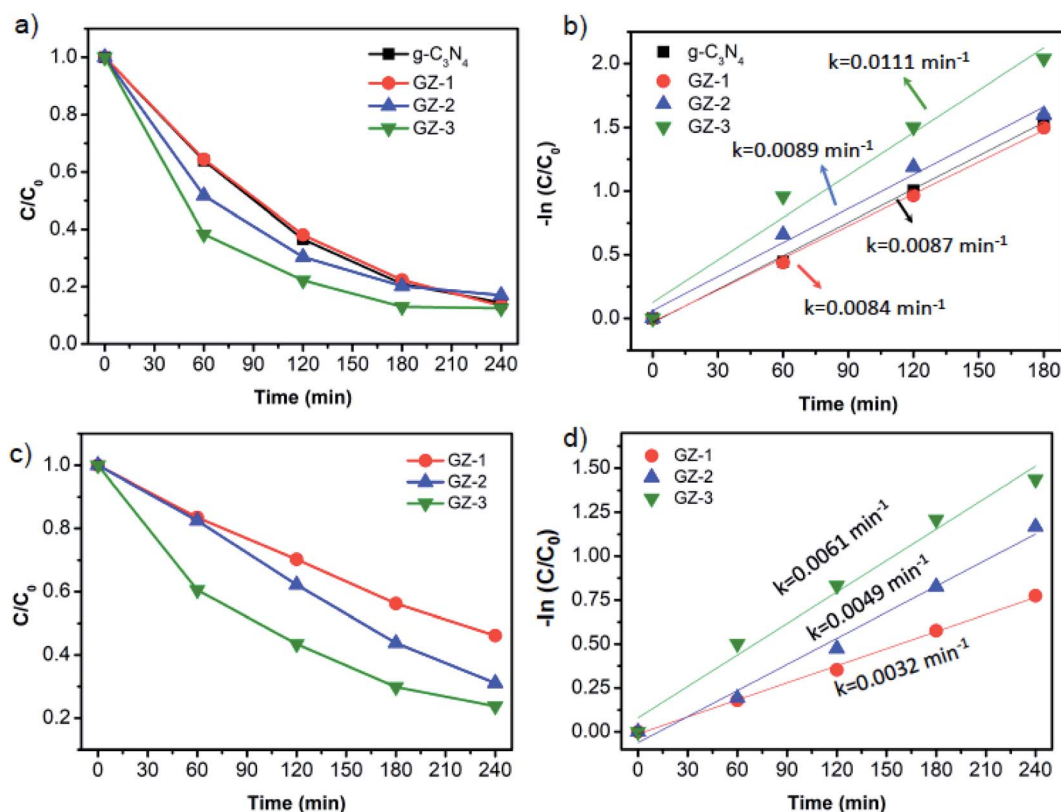 a)
1.0
0.8
0.6
0.4
0.2
0.0
C/C₀
g-C₃N₄
GZ-1
GZ-2
GZ-3
0 30 60 90 120 150 180 210 240
Time (min)
b)
2.0
1.5
1.0
0.5
0.0
-ln (C/C₀)
g-C₃N₄
GZ-1
GZ-2
GZ-3
k=0.0111 min⁻¹
k=0.0089 min⁻¹
k=0.0087 min⁻¹
k=0.0084 min⁻¹
0 30 60 90 120 150 180
Time (min)
c)
1.0
0.8
0.6
0.4
0.2
C/C₀
GZ-1
GZ-2
GZ-3
0 30 60 90 120 150 180 210 240
Time (min)
d)
1.50
1.25
1.00
0.75
0.50
0.25
0.00
-ln (C/C₀)
GZ-1
GZ-2
GZ-3
k=0.0061 min⁻¹
k=0.0049 min⁻¹
k=0.0032 min⁻¹
0 30 60 90 120 150 180 210 240
Time (min)